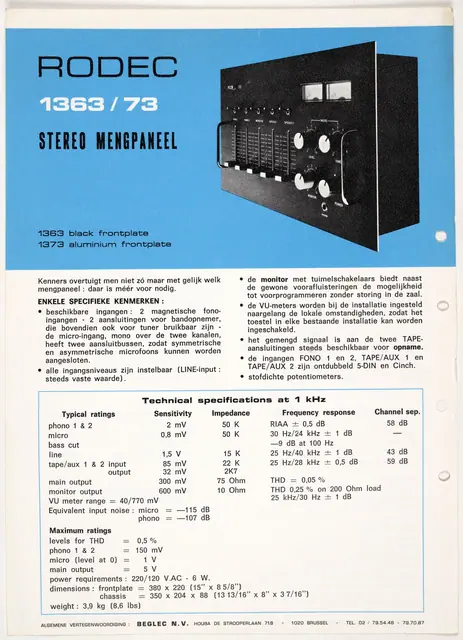 RODEC
1363 / 73
STEREO MENGPANEEL
1363 black frontplate
1373 aluminium frontplate
Kenners overtuigt men niet zó maar met gelijk welk
mengpaneel : daar is méér voor nodig.
ENKELE SPECIFIEKE KENMERKEN :
• beschikbare ingangen : 2 magnetische fono-
ingangen - 2 aansluitingen voor bandopnemer,
die bovendien ook voor tuner bruikbaar zijn -
de micro-ingang, mono over de twee kanalen,
heeft twee aansluitbussen, zodat symmetrische
en asymmetrische microfoons kunnen worden
aangesloten.
• alle ingangsniveaus zijn instelbaar (LINE-input :
steeds vaste waarde).
• de monitor met tuimelschakelaars biedt naast
de gewone voorafluisteringen de mogelijkheid
tot voorprogrammeren zonder storing in de zaal.
• de VU-meters worden bij de installatie ingesteld
naargelang de lokale omstandigheden, zodat het
toestel in elke bestaande installatie kan worden
ingeschakeld.
• het gemengd signaal is aan de twee TAPE-
aansluitingen steeds beschikbaar voor opname.
• de ingangen FONO 1 en 2, TAPE/AUX 1 en
TAPE/AUX 2 zijn ontdubbeld 5-DIN en Cinch.
• stofdichte potentiometers.
Technical specifications at 1 kHz
Typical ratings Sensitivity Impedance Frequency response Channel sep.
phono 1 & 2 2 mV 50 K RIAA ± 0,5 dB 58 dB
micro 0,8 mV 50 K 30 Hz/24 kHz ± 1 dB —
bass cut —9 dB at 100 Hz
line 1,5 V 15 K 25 Hz/40 kHz ± 1 dB 43 dB
tape/aux 1 & 2 input 85 mV 22 K 25 Hz/28 kHz ± 0,5 dB 59 dB
output 32 mV 2K7
main output 300 mV 75 Ohm THD = 0,05 %
monitor output 600 mV 10 Ohm THD 0,25 % on 200 Ohm load
VU meter range = 40/770 mV 25 kHz/30 Hz ± 1 dB
Equivalent input noise : micro = —115 dB
phono = —107 dB
Maximum ratings
levels for THD = 0,5 %
phono 1 & 2 = 150 mV
micro (level at 0) = 1 V
main output = 5 V
power requirements : 220/120 V.AC - 6 W.
dimensions : frontplate = 380 x 220 (15" x 8 5/8")
chassis = 350 x 204 x 88 (13 13/16" x 8" x 3 7/16")
weight : 3,9 kg (8,6 lbs)
ALGEMENE VERTEGENWOORDIGING : BEGLEC N.V. HOUBA DE STROOPERLAAN 718 - 1020 BRUSSEL - TEL. 02 / 79.54.48 - 79.70.87